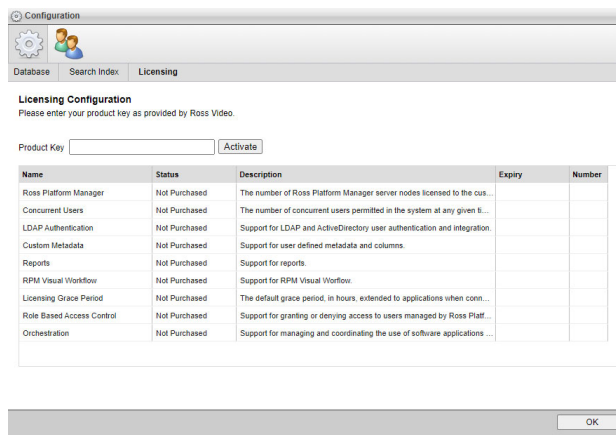 Configuration
Database Search Index Licensing
Licensing Configuration
Please enter your product key as provided by Ross Video.
Product Key Activate
Name Status Description Expiry Number
Ross Platform Manager Not Purchased The number of Ross Platform Manager server nodes licensed to the cus...
Concurrent Users Not Purchased The number of concurrent users permitted in the system at any given ti...
LDAP Authentication Not Purchased Support for LDAP and ActiveDirectory user authentication and integration.
Custom Metadata Not Purchased Support for user defined metadata and columns.
Reports Not Purchased Support for reports.
RPM Visual Workflow Not Purchased Support for RPM Visual Worflow.
Licensing Grace Period Not Purchased The default grace period, in hours, extended to applications when conn...
Role Based Access Control Not Purchased Support for granting or denying access to users managed by Ross Platf...
Orchestration Not Purchased Support for managing and coordinating the use of software applications ...
OK